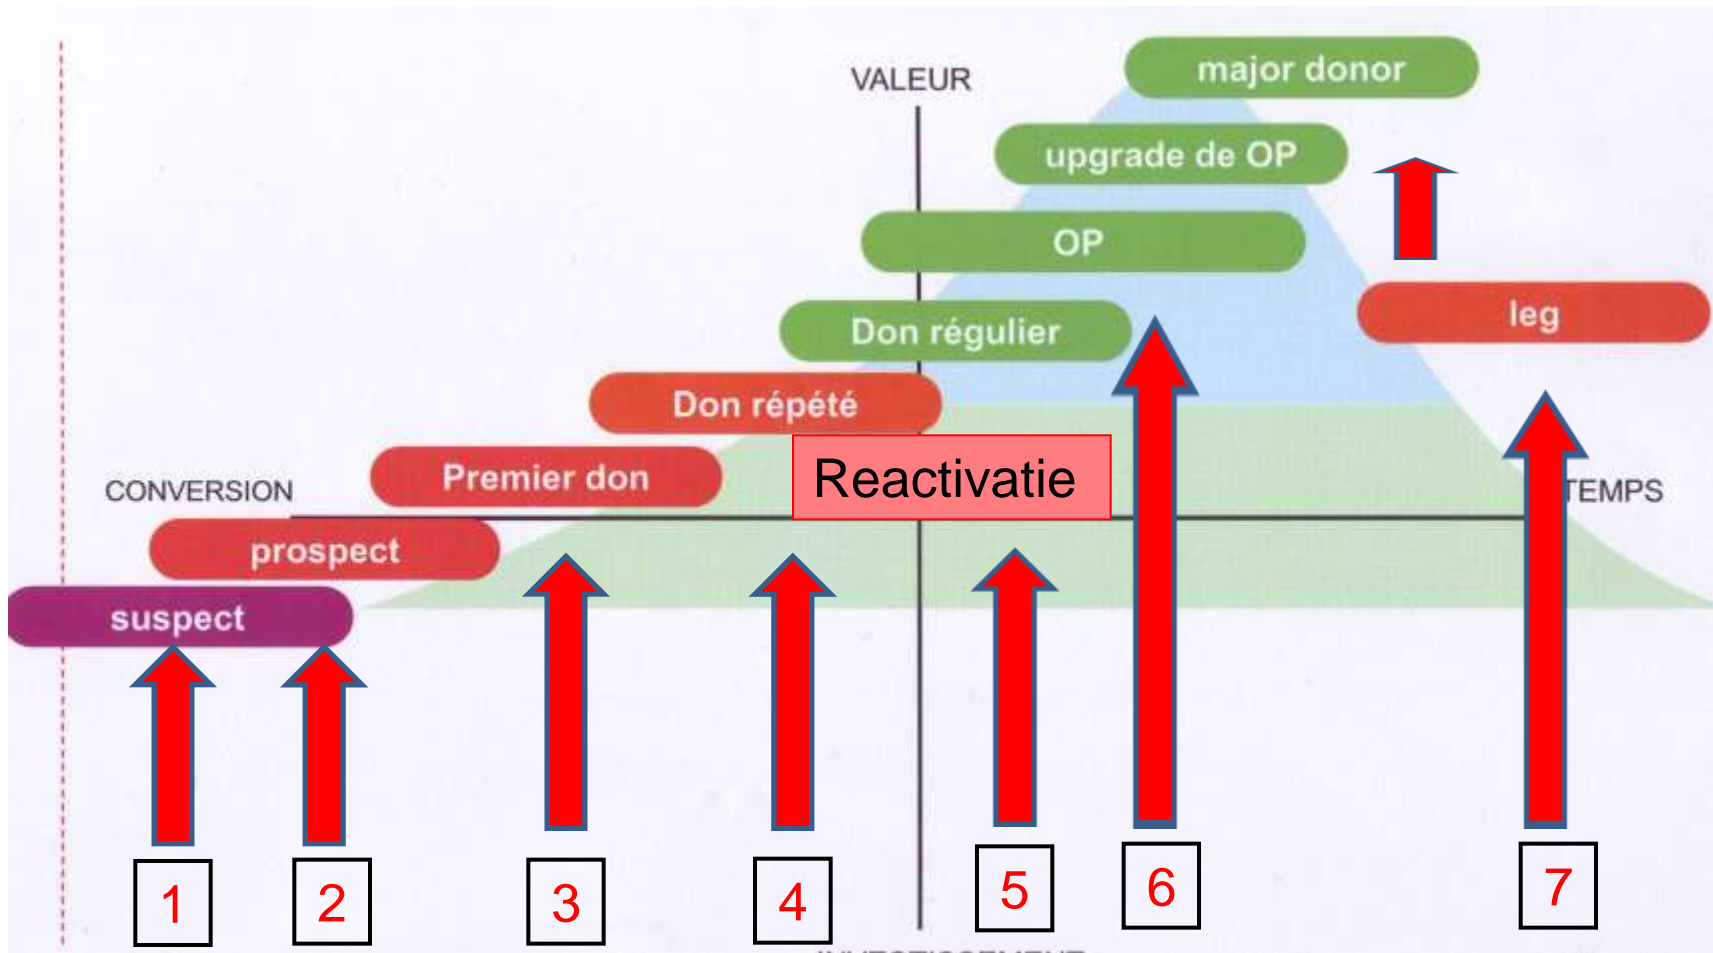 VALEUR
major donor
upgrade de OP
OP
leg
Don régulier
Don répété
Reactivatie
Premier don
CONVERSION
TEMPS
prospect
suspect
1
2
3
4
5
6
7
INVESTISSEMENT